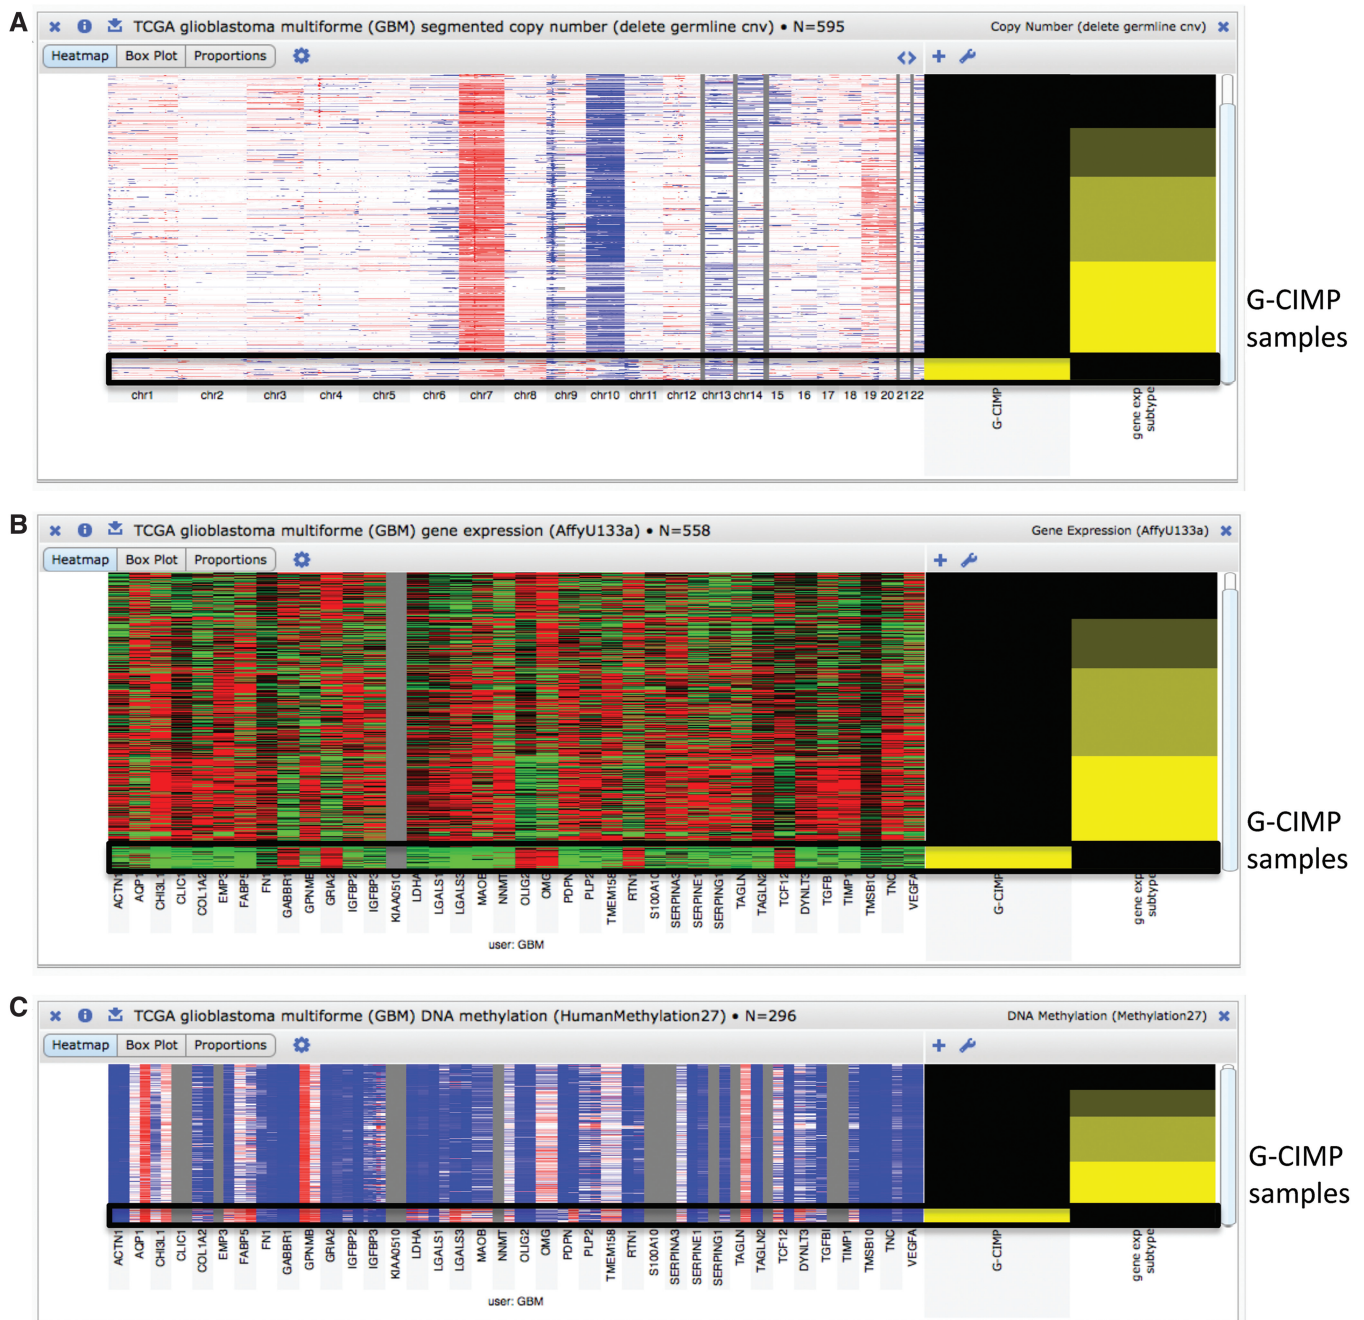 A
TCGA glioblastoma multiforme (GBM) segmented copy number (delete germline cnv) • N=595
Copy Number (delete germline cnv)
Heatmap Box Plot Proportions
G-CIMP
samples
chr1 chr2 chr3 chr4 chr5 chr6 chr7 chr8 chr9 chr10 chr11 chr12 chr13 chr14 15 16 17 18 19 20 21 22
G-CIMP
gene exp
subtype
B
TCGA glioblastoma multiforme (GBM) gene expression (AffyU133a) • N=558
Gene Expression (AffyU133a)
Heatmap Box Plot Proportions
G-CIMP
samples
ACTN1 AQP1 CHI3L1 CLIC1 COL1A2 EMP3 FABP5 FN1 GABBR1 GPNMB GRIA2 IGFBP2 IGFBP3 KIAA0510 LDHA LGALS1 LGALS3 MAOB NNMT OLIG2 OMG PDPN PLP2 TMEM158 RTN1 S100A10 SERPINA3 SERPINE1 SERPING1 TAGLN TAGLN2 TCF12 DYNLT3 TGFBI TIMP1 TMSB10 TNC VEGFA
G-CIMP
gene exp
subtype
user: GBM
C
TCGA glioblastoma multiforme (GBM) DNA methylation (HumanMethylation27) • N=296
DNA Methylation (Methylation27)
Heatmap Box Plot Proportions
G-CIMP
samples
ACTN1 AQP1 CHI3L1 CLIC1 COL1A2 EMP3 FABP5 FN1 GABBR1 GPNMB GRIA2 IGFBP2 IGFBP3 KIAA0510 LDHA LGALS1 LGALS3 MAOB NNMT OLIG2 OMG PDPN PLP2 TMEM158 RTN1 S100A10 SERPINA3 SERPINE1 SERPING1 TAGLN TAGLN2 TCF12 DYNLT3 TGFBI TIMP1 TMSB10 TNC VEGFA
G-CIMP
gene exp
subtype
user: GBM